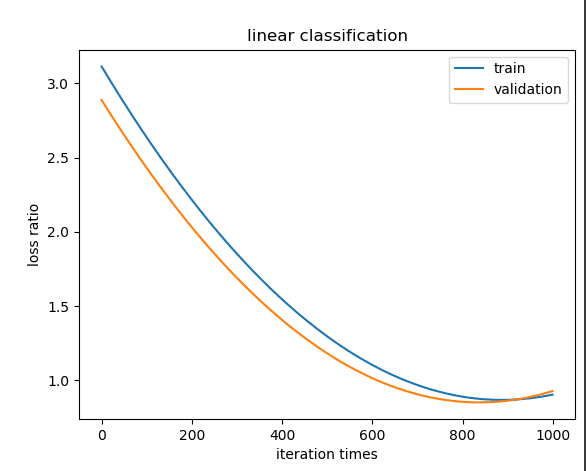 linear classification
train
validation
3.0
2.5
2.0
1.5
1.0
loss ratio
0 200 400 600 800 1000
iteration times